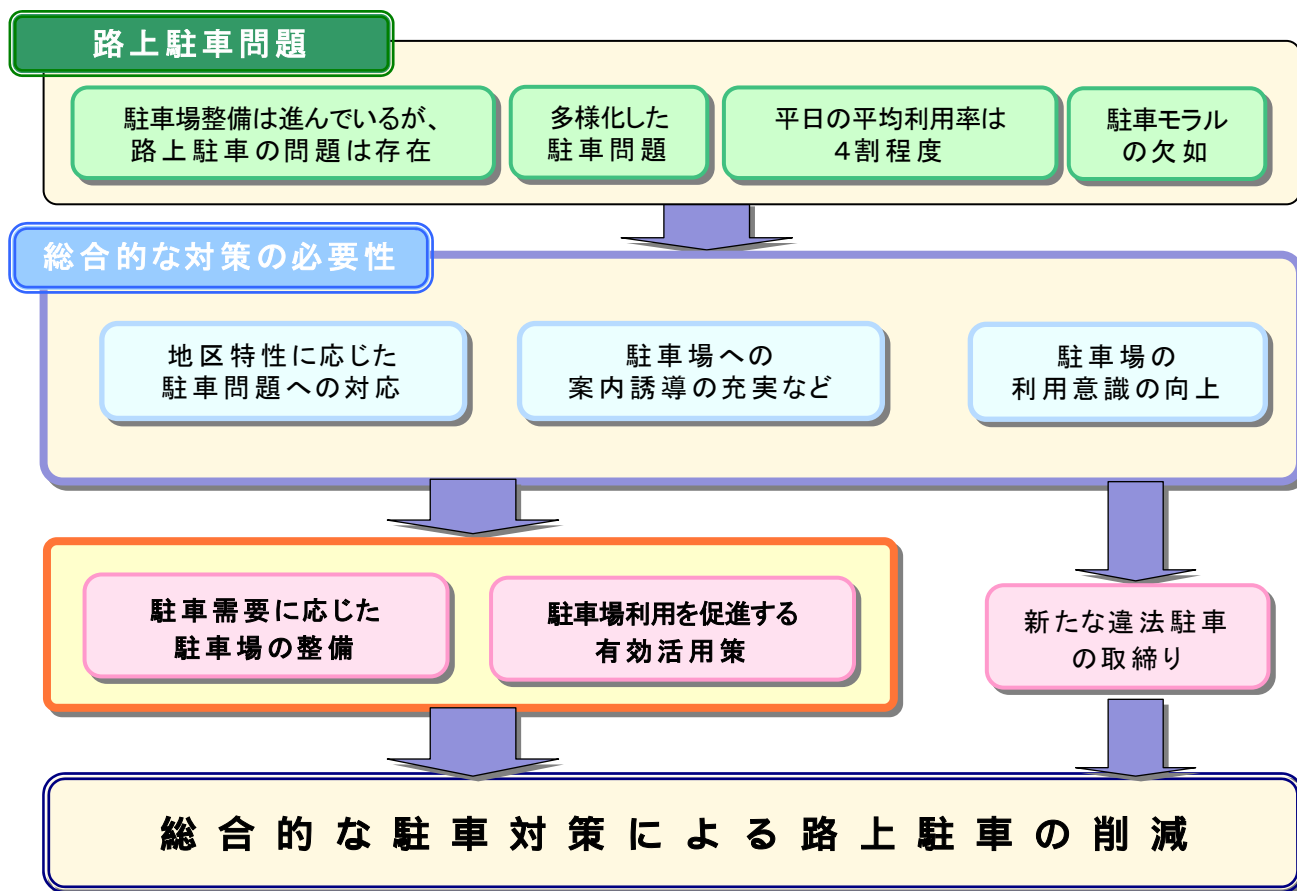 路上駐車問題
駐車場整備は進んでいるが、
路上駐車の問題は存在
多様化した
駐車問題
平日の平均利用率は
4割程度
駐車モラル
の欠如
総合的な対策の必要性
地区特性に応じた
駐車問題への対応
駐車場への
案内誘導の充実など
駐車場の
利用意識の向上
駐車需要に応じた
駐車場の整備
駐車場利用を促進する
有効活用策
新たな違法駐車
の取締り
総合的な駐車対策による路上駐車の削減